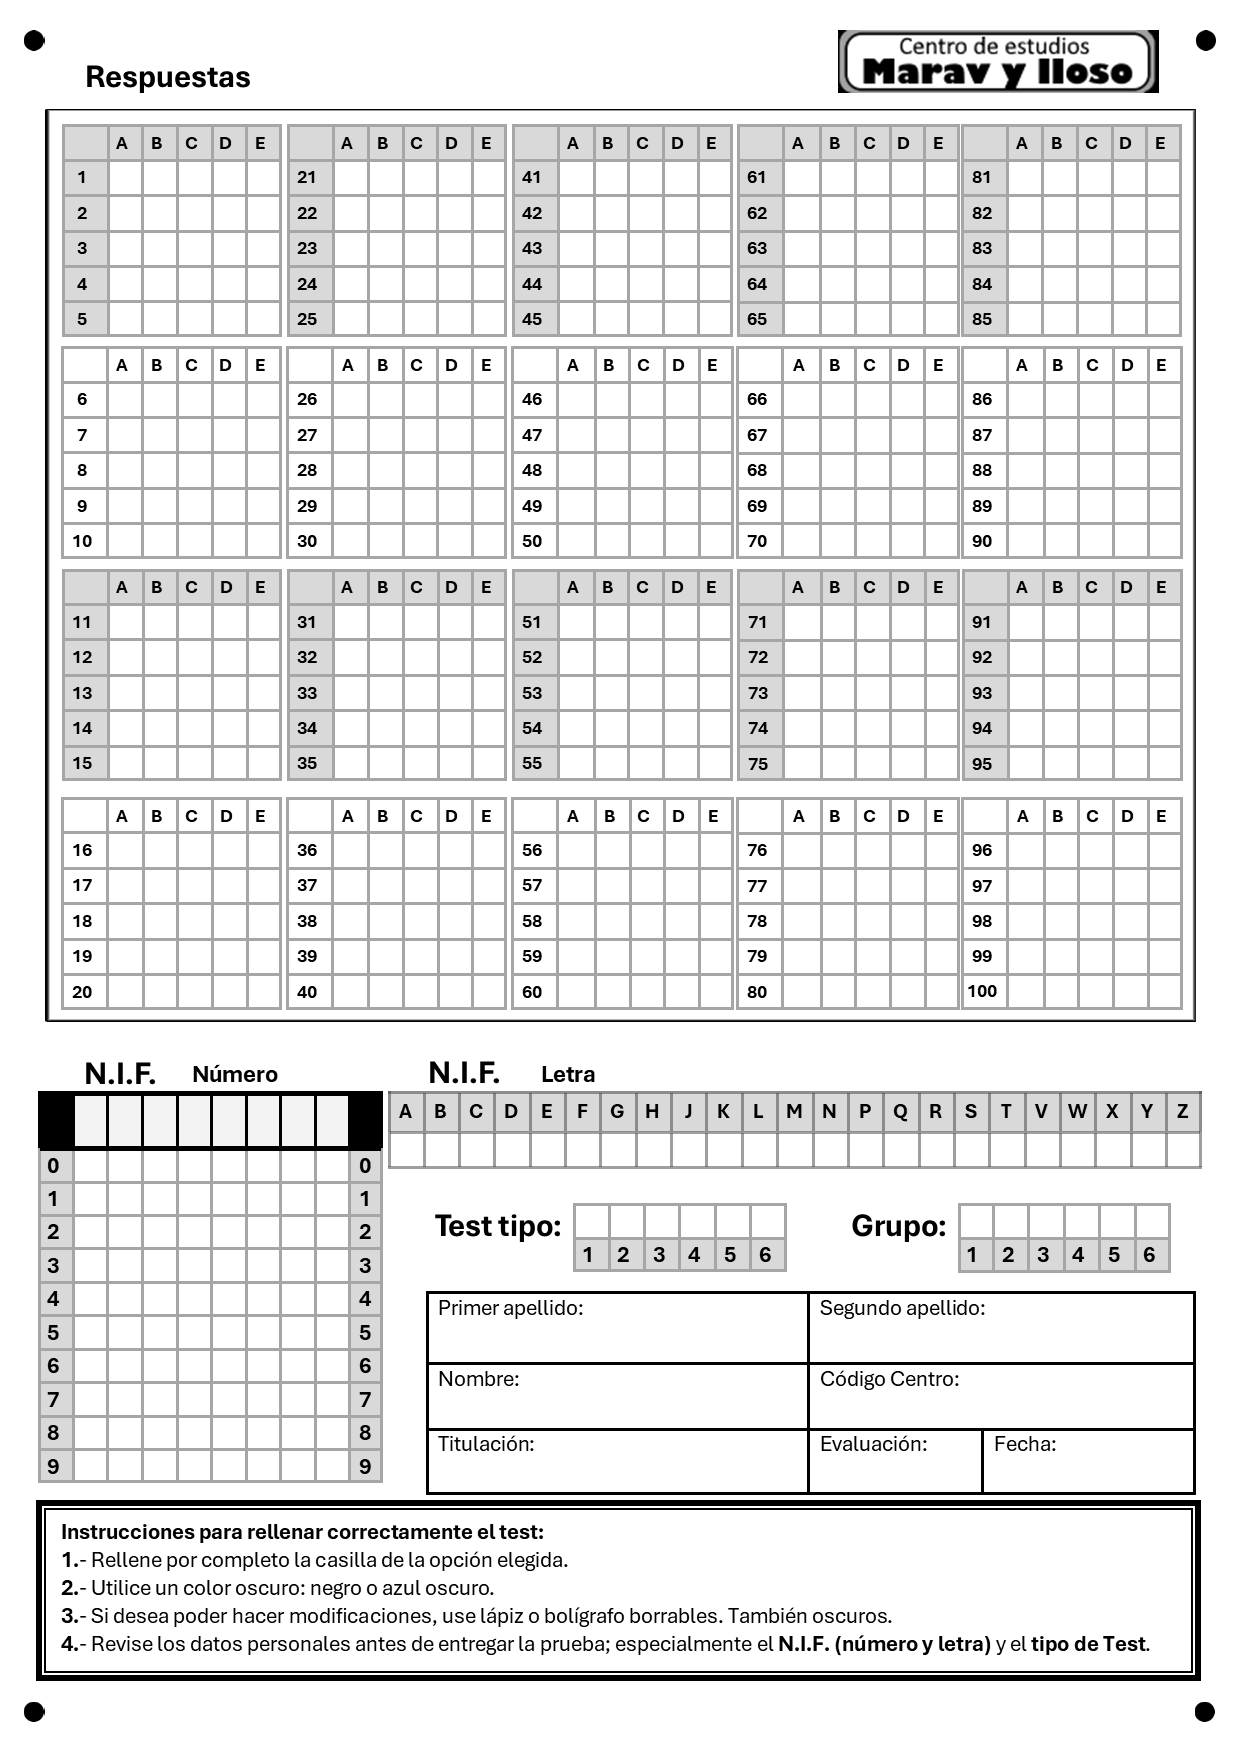 Respuestas
Centro de estudios
Marav y lloso
A B C D E A B C D E A B C D E A B C D E A B C D E
1 21 41 61 81
2 22 42 62 82
3 23 43 63 83
4 24 44 64 84
5 25 45 65 85
A B C D E A B C D E A B C D E A B C D E A B C D E
6 26 46 66 86
7 27 47 67 87
8 28 48 68 88
9 29 49 69 89
10 30 50 70 90
A B C D E A B C D E A B C D E A B C D E A B C D E
11 31 51 71 91
12 32 52 72 92
13 33 53 73 93
14 34 54 74 94
15 35 55 75 95
A B C D E A B C D E A B C D E A B C D E A B C D E
16 36 56 76 96
17 37 57 77 97
18 38 58 78 98
19 39 59 79 99
20 40 60 80 100
N.I.F. Número
0 0
1 1
2 2
3 3
4 4
5 5
6 6
7 7
8 8
9 9
N.I.F. Letra
A B C D E F G H J K L M N P Q R S T V W X Y Z
Test tipo:
1 2 3 4 5 6
Grupo:
1 2 3 4 5 6
Primer apellido: Segundo apellido:
Nombre: Código Centro:
Titulación: Evaluación: Fecha:
Instrucciones para rellenar correctamente el test:
1.- Rellene por completo la casilla de la opción elegida.
2.- Utilice un color oscuro: negro o azul oscuro.
3.- Si desea poder hacer modificaciones, use lápiz o bolígrafo borrables. También oscuros.
4.- Revise los datos personales antes de entregar la prueba; especialmente el N.I.F. (número y letra) y el tipo de Test.